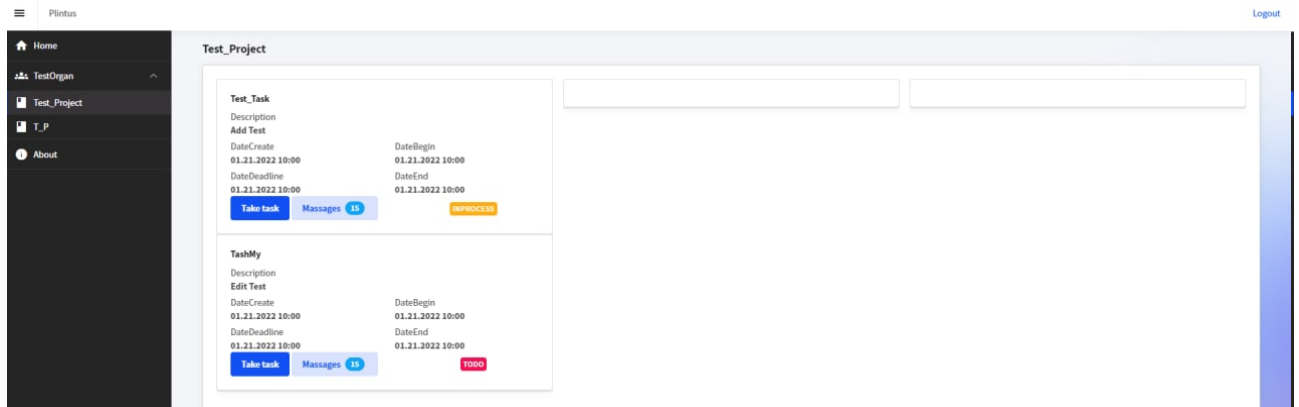 Plintus
Logout
Home
TestOrgan
Test_Project
T_P
About
Test_Project
Test_Task
Description
Add Test
DateCreate DateBegin
01.21.2022 10:00 01.21.2022 10:00
DateDeadline DateEnd
01.21.2022 10:00 01.21.2022 10:00
Take task Massages 15 INPROCESS
TashMy
Description
Edit Test
DateCreate DateBegin
01.21.2022 10:00 01.21.2022 10:00
DateDeadline DateEnd
01.21.2022 10:00 01.21.2022 10:00
Take task Massages 15 TODO